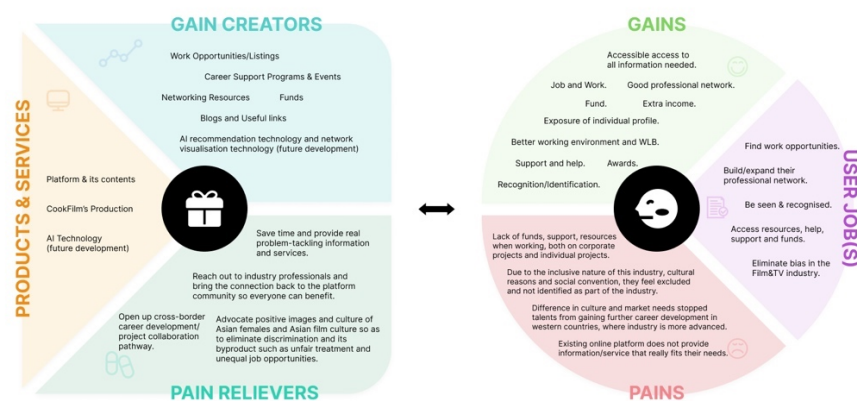 GAIN CREATORS
Work Opportunities/Listings
Career Support Programs & Events
Networking Resources
Funds
Blogs and Useful links
AI recommendation technology and network
visualisation technology (future development)
PRODUCTS & SERVICES
Platform & its contents
CookFilm's Production
AI Technology
(future development)
Save time and provide real
problem-tackling information
and services.
Reach out to industry professionals and
bring the connection back to the platform
community so everyone can benefit.
Open up cross-border
career development/
project collaboration
pathway.
Advocate positive images and culture of
Asian females and Asian film culture so as
to eliminate discrimination and its
byproduct such as unfair treatment and
unequal job opportunities.
PAIN RELIEVERS
GAINS
Accessible access to
all information needed.
Job and Work.
Good professional network.
Fund.
Extra income.
Exposure of individual profile.
Better working environment and WLB.
Support and help.
Awards.
Recognition/Identification.
USER JOB(S)
Find work opportunities.
Build/expand their
professional network.
Be seen & recognised.
Access resources, help,
support and funds.
Eliminate bias in the
Film&TV industry.
Lack of funds, support, resources
when working, both on corporate
projects and individual projects.
Due to the inclusive nature of this industry, cultural
reasons and social convention, they feel excluded
and not identified as part of the industry.
Difference in culture and market needs stopped
talents from gaining further career development in
western countries, where industry is more advanced.
Existing online platform does not provide
information/service that really fits their needs.
PAINS